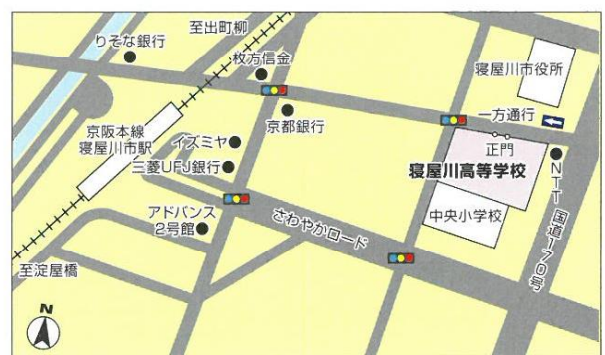 至出町柳
りそな銀行
枚方信金
寝屋川市役所
一方通行
京阪本線
寝屋川市駅
イズミヤ
京都銀行
正門
三菱UFJ銀行
寝屋川高等学校
NTT
国道170号
アドバンス
2号館
さわやかロード
中央小学校
至淀屋橋
N